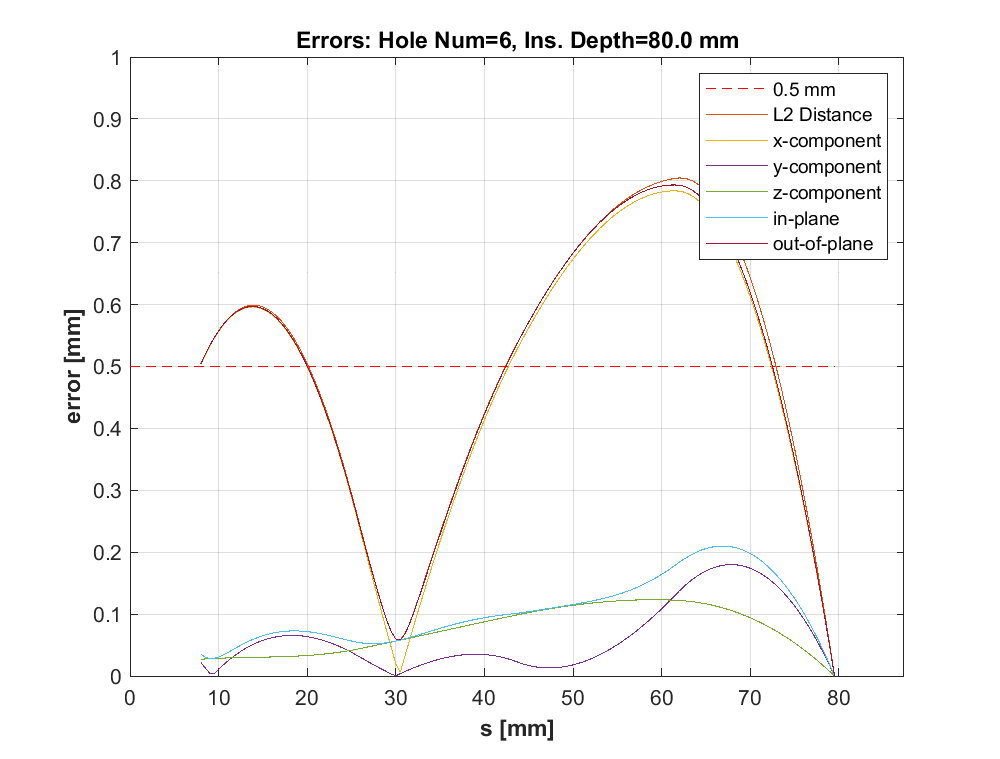 Errors: Hole Num=6, Ins. Depth=80.0 mm
1
0.9
0.8
0.7
0.6
0.5
0.4
0.3
0.2
0.1
0
error [mm]
0.5 mm
L2 Distance
x-component
y-component
z-component
in-plane
out-of-plane
0 10 20 30 40 50 60 70 80
s [mm]